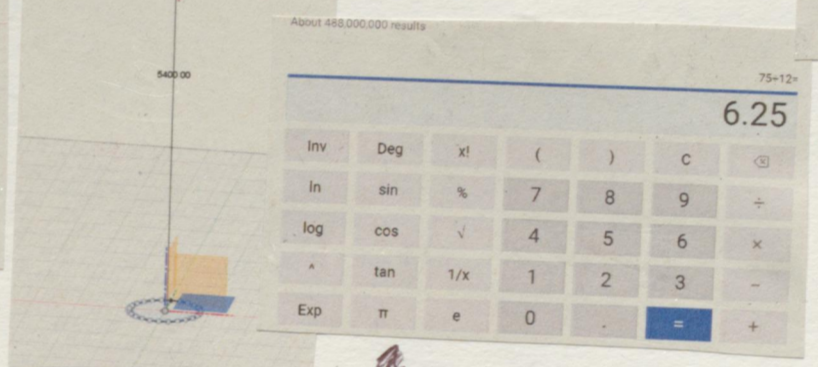 About 468,000,000 results
5400.00
75÷12=
6.25
Inv Deg x! ( ) C
ln sin % 7 8 9 ÷
log cos √ 4 5 6 ×
^ tan 1/x 1 2 3 −
Exp π e 0 . = +